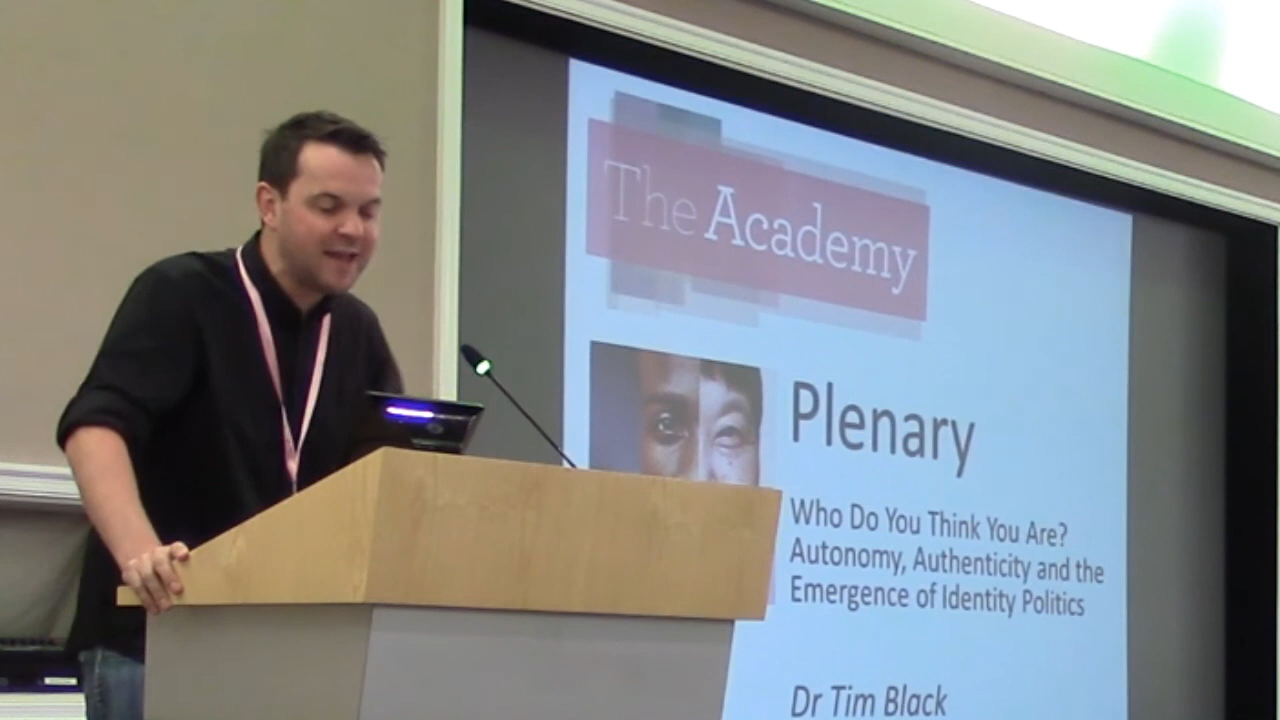 The Academy
Plenary
Who Do You Think You Are?
Autonomy, Authenticity and the
Emergence of Identity Politics
Dr Tim Black